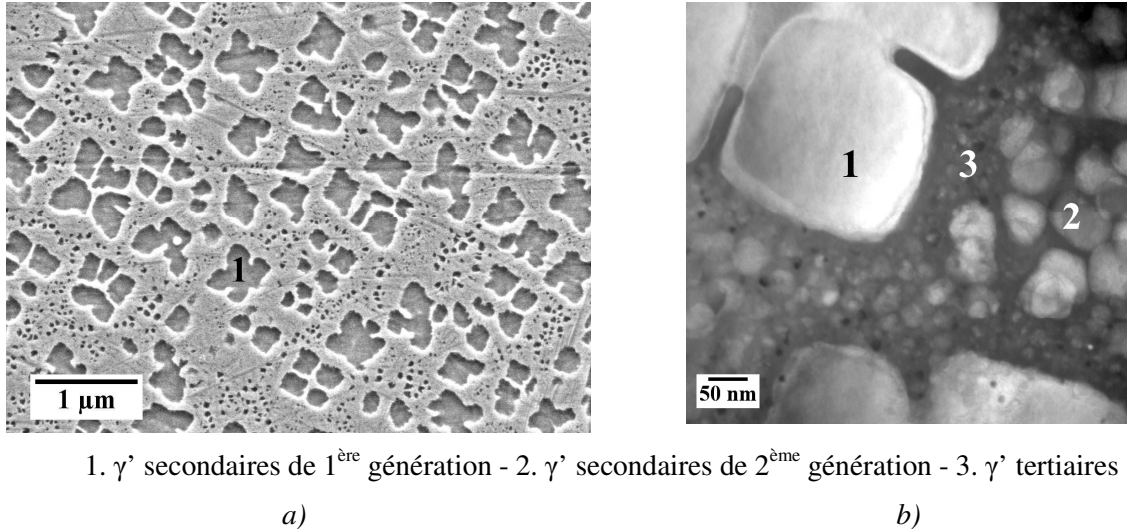 1
1 µm
1
3
2
50 nm
1. γ’ secondaires de 1ère génération - 2. γ’ secondaires de 2ème génération - 3. γ’ tertiaires
a) b)